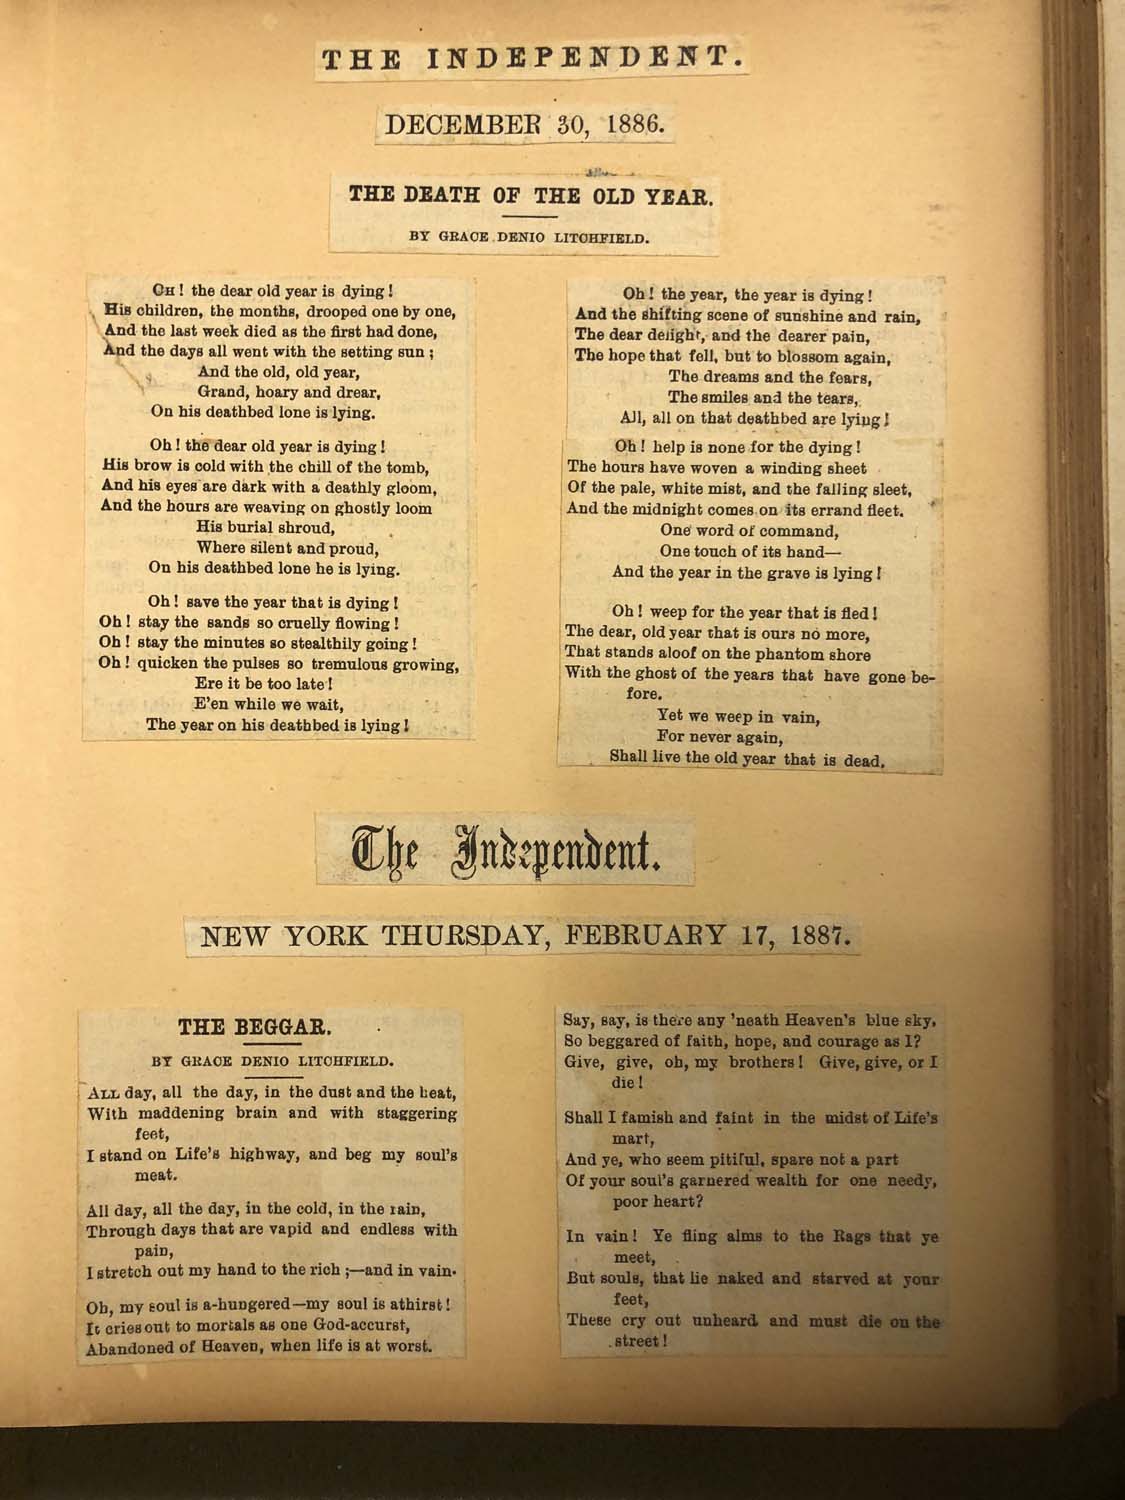 THE INDEPENDENT.
DECEMBER 30, 1886.
THE DEATH OF THE OLD YEAR.
BY GRACE DENIO LITCHFIELD.
OH! the dear old year is dying!
His children, the months, drooped one by one,
And the last week died as the first had done,
And the days all went with the setting sun;
And the old, old year,
Grand, hoary and drear,
On his deathbed lone is lying.
Oh! the dear old year is dying!
His brow is cold with the chill of the tomb,
And his eyes are dark with a deathly gloom,
And the hours are weaving on ghostly loom
His burial shroud,
Where silent and proud,
On his deathbed lone he is lying.
Oh! save the year that is dying!
Oh! stay the sands so cruelly flowing!
Oh! stay the minutes so stealthily going!
Oh! quicken the pulses so tremulous growing,
Ere it be too late!
E'en while we wait,
The year on his deathbed is lying!
Oh! the year, the year is dying!
And the shifting scene of sunshine and rain,
The dear delight, and the dearer pain,
The hope that fell, but to blossom again,
The dreams and the fears,
The smiles and the tears,
All, all on that deathbed are lying!
Oh! help is none for the dying!
The hours have woven a winding sheet
Of the pale, white mist, and the falling sleet,
And the midnight comes on its errand fleet.
One word of command,
One touch of its hand—
And the year in the grave is lying!
Oh! weep for the year that is fled!
The dear, old year that is ours no more,
That stands aloof on the phantom shore
With the ghost of the years that have gone be-
fore.
Yet we weep in vain,
For never again,
Shall live the old year that is dead.
The Independent.
NEW YORK THURSDAY, FEBRUARY 17, 1887.
THE BEGGAR.
BY GRACE DENIO LITCHFIELD.
ALL day, all the day, in the dust and the heat,
With maddening brain and with staggering
feet,
I stand on Life's highway, and beg my soul's
meat.
All day, all the day, in the cold, in the rain,
Through days that are vapid and endless with
pain,
I stretch out my hand to the rich;—and in vain.
Oh, my soul is a-hungered—my soul is athirst!
It cries out to mortals as one God-accurst,
Abandoned of Heaven, when life is at worst.
Say, say, is there any 'neath Heaven's blue sky,
So beggared of faith, hope, and courage as I?
Give, give, oh, my brothers! Give, give, or I
die!
Shall I famish and faint in the midst of Life's
mart,
And ye, who seem pitiful, spare not a part
Of your soul's garnered wealth for one needy,
poor heart?
In vain! Ye fling alms to the Rags that ye
meet,
But souls, that lie naked and starved at your
feet,
These cry out unheard and must die on the
street!